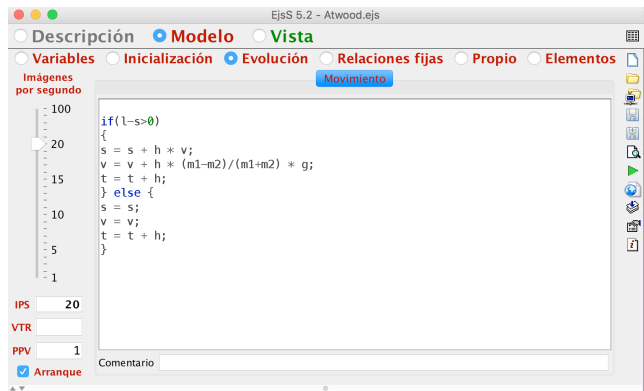 EjsS 5.2 - Atwood.ejs
Descripción Modelo Vista
Variables Inicialización Evolución Relaciones fijas Propio Elementos
Imágenes
por segundo
Movimiento
100
20
15
10
5
1
if(l-s>0)
{
s = s + h * v;
v = v + h * (m1-m2)/(m1+m2) * g;
t = t + h;
} else {
s = s;
v = v;
t = t + h;
}
IPS 20
VTR
PPV 1
Arranque
Comentario